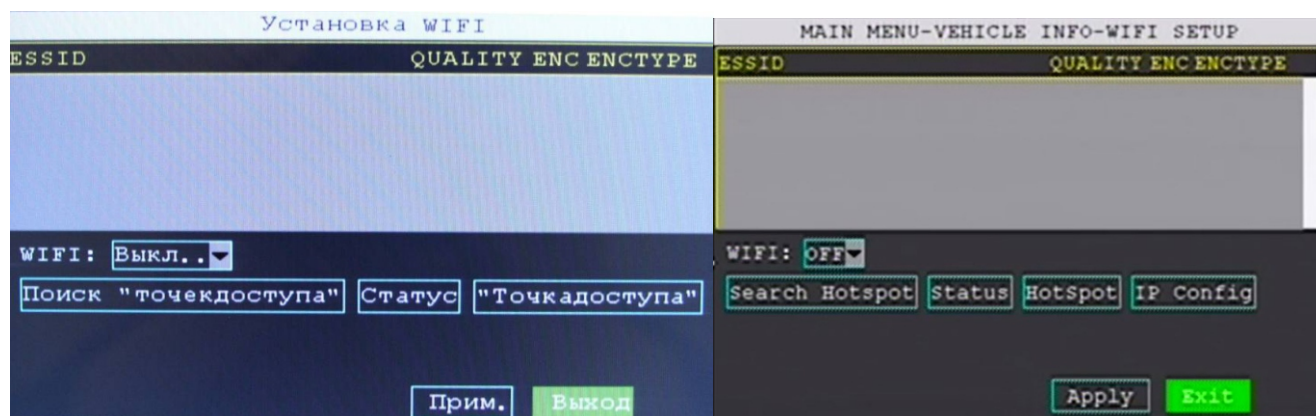 Установка WIFI
ESSID QUALITY ENC ENCTYPE
WIFI: Выкл..
Поиск "точекдоступа" Статус "Точкадоступа"
Прим. Выход
MAIN MENU-VEHICLE INFO-WIFI SETUP
ESSID QUALITY ENC ENCTYPE
WIFI: OFF
Search Hotspot Status HotSpot IP Config
Apply Exit